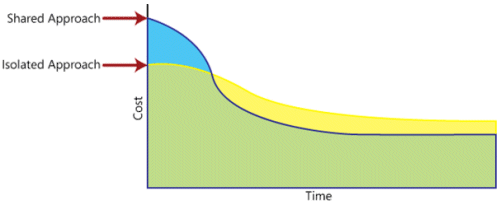 Shared Approach
Isolated Approach
Cost
Time